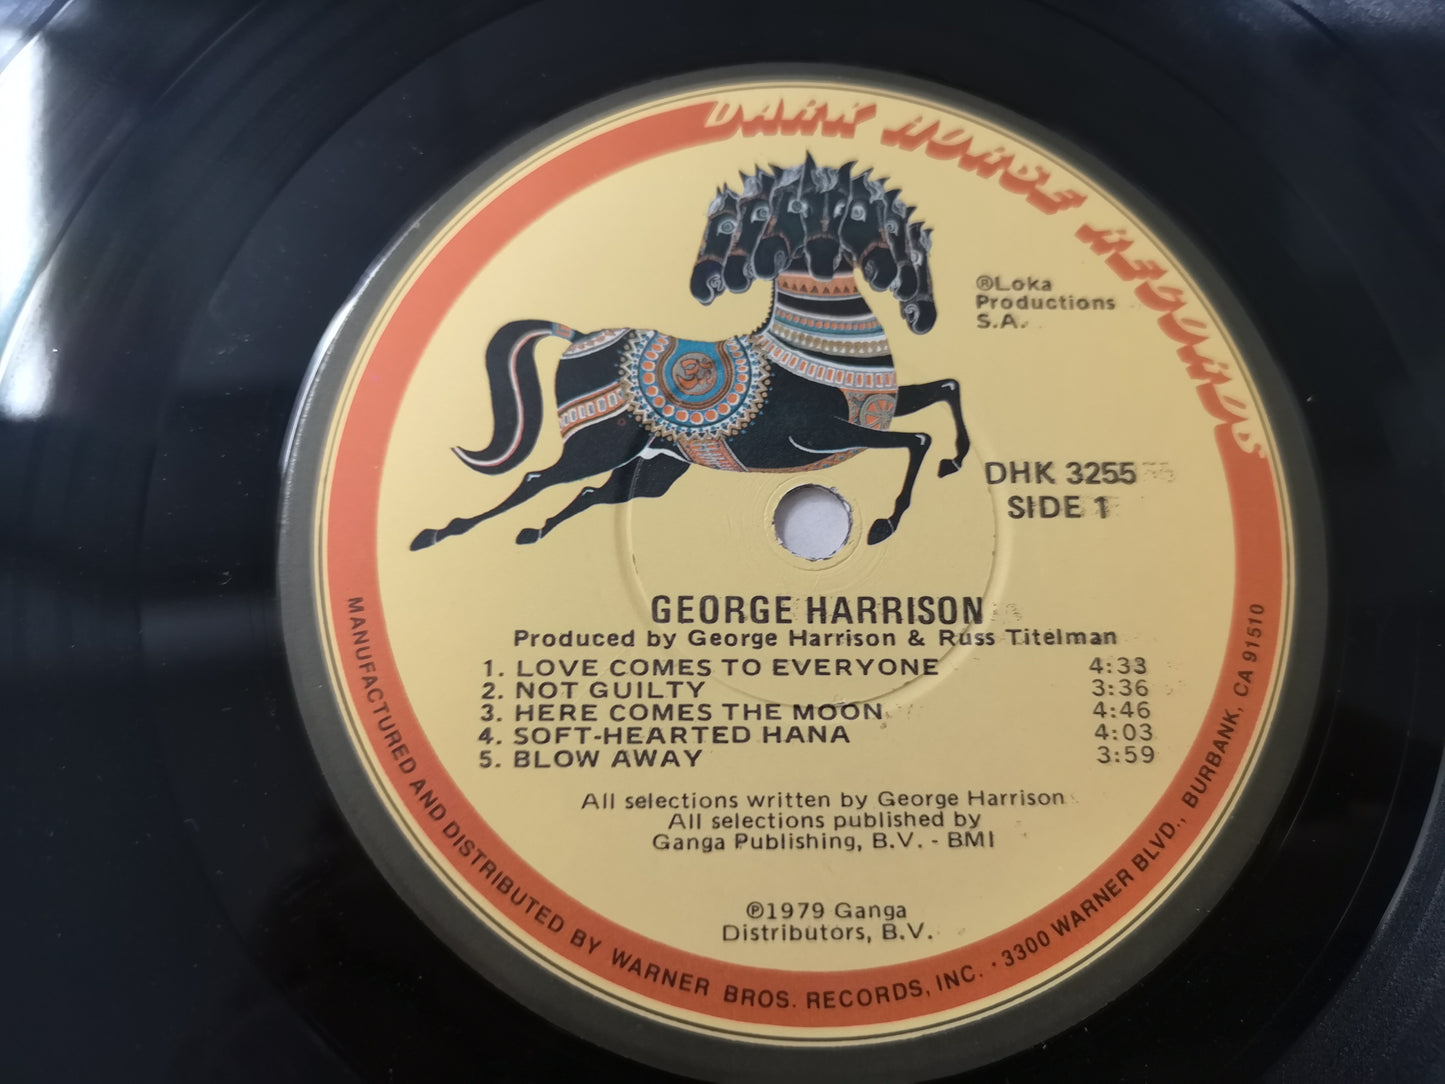 DARK HORSE RECORDS
®Loka
Productions
S.A.
DHK 3255
SIDE 1
GEORGE HARRISON
Produced by George Harrison & Russ Titelman
1. LOVE COMES TO EVERYONE 4:33
2. NOT GUILTY 3:36
3. HERE COMES THE MOON 4:46
4. SOFT-HEARTED HANA 4:03
5. BLOW AWAY 3:59
All selections written by George Harrison
All selections published by
Ganga Publishing, B.V. - BMI
℗1979 Ganga
Distributors, B.V.
MANUFACTURED AND DISTRIBUTED BY WARNER BROS. RECORDS, INC. · 3300 WARNER BLVD., BURBANK, CA 91510